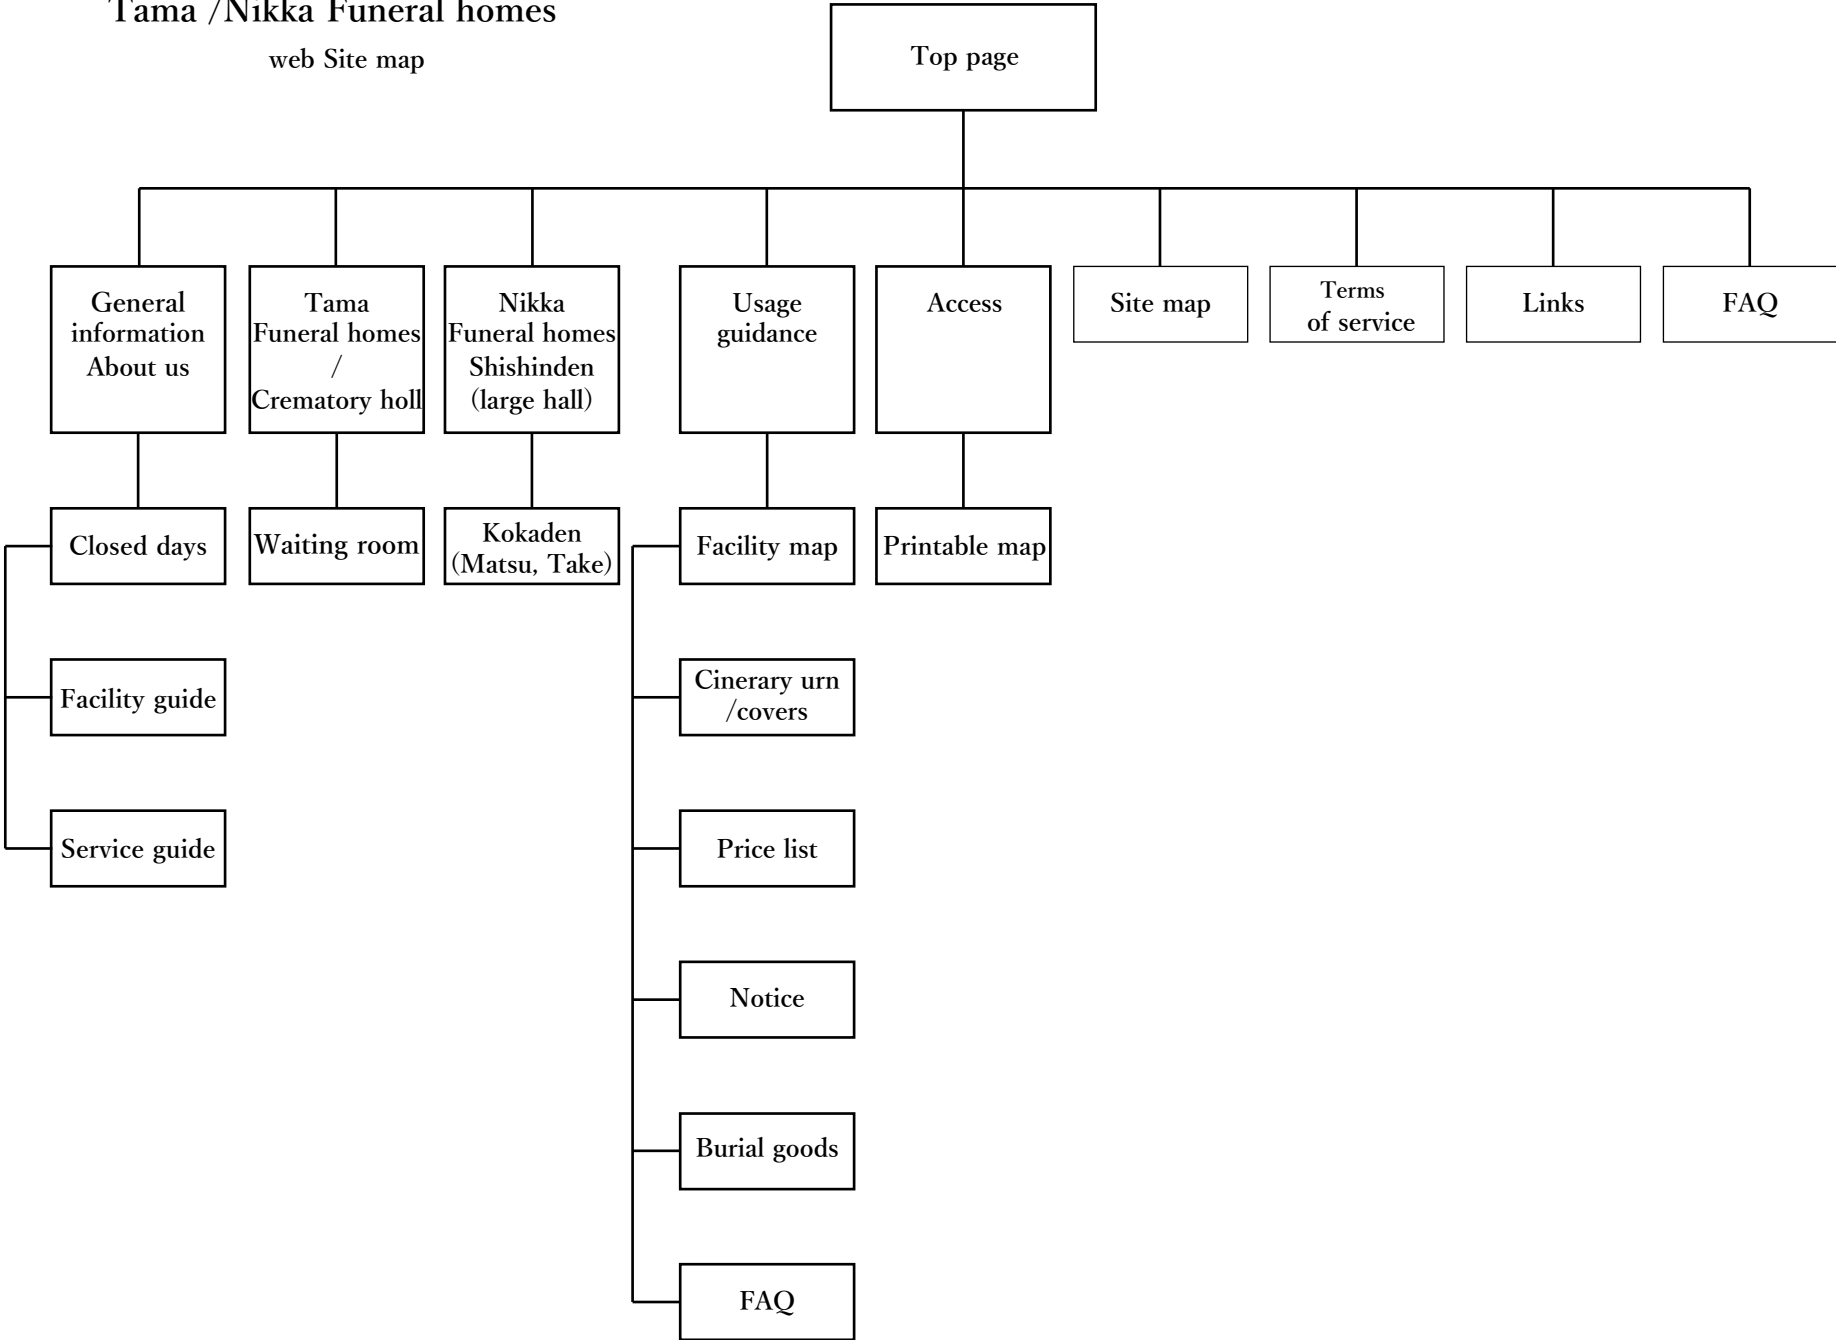 Tama /Nikka Funeral homes
web Site map
Top page
General
information
About us
Tama
Funeral homes
/
Crematory holl
Nikka
Funeral homes
Shishinden
(large hall)
Usage
guidance
Access
Site map
Terms
of service
Links
FAQ
Closed days
Waiting room
Kokaden
(Matsu, Take)
Facility map
Printable map
Facility guide
Cinerary urn
/covers
Service guide
Price list
Notice
Burial goods
FAQ